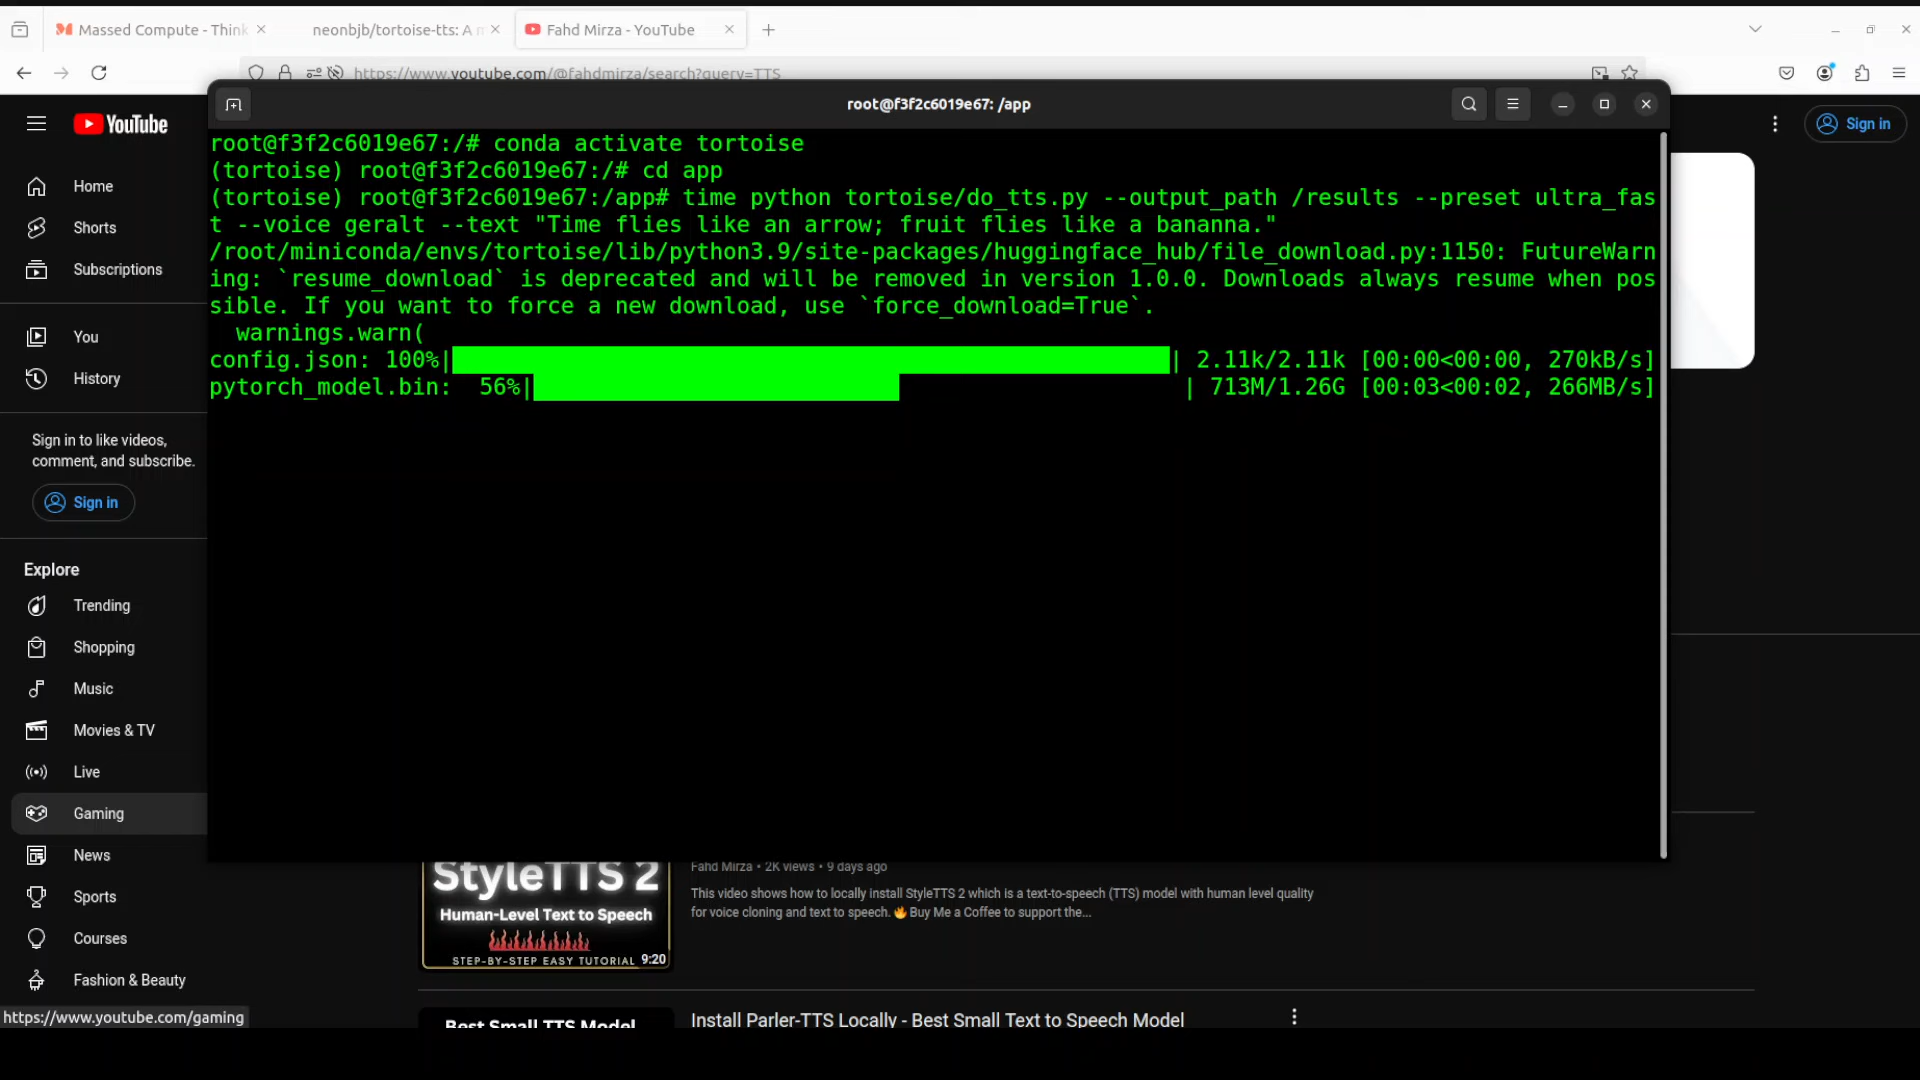 Massed Compute - Think
neonbjb/tortoise-tts: A m
Fahd Mirza - YouTube
https://www.youtube.com/@fahdmirza/search?query=TTS
root@f3f2c6019e67: /app
YouTube
Sign in
Home
Shorts
Subscriptions
You
History
Sign in to like videos,
comment, and subscribe.
Sign in
Explore
Trending
Shopping
Music
Movies & TV
Live
Gaming
News
Sports
Courses
Fashion & Beauty
https://www.youtube.com/gaming
root@f3f2c6019e67:/# conda activate tortoise
(tortoise) root@f3f2c6019e67:/# cd app
(tortoise) root@f3f2c6019e67:/app# time python tortoise/do_tts.py --output_path /results --preset ultra_fas
t --voice geralt --text "Time flies like an arrow; fruit flies like a bananna."
/root/miniconda/envs/tortoise/lib/python3.9/site-packages/huggingface_hub/file_download.py:1150: FutureWarn
ing: `resume_download` is deprecated and will be removed in version 1.0.0. Downloads always resume when pos
sible. If you want to force a new download, use `force_download=True`.
warnings.warn(
config.json: 100%| | 2.11k/2.11k [00:00<00:00, 270kB/s]
pytorch_model.bin: 56%| | 713M/1.26G [00:03<00:02, 266MB/s]
StyleTTS 2
Human-Level Text to Speech
STEP-BY-STEP EASY TUTORIAL
9:20
Fahd Mirza • 2K views • 9 days ago
This video shows how to locally install StyleTTS 2 which is a text-to-speech (TTS) model with human level quality
for voice cloning and text to speech. 🔥 Buy Me a Coffee to support the...
Best Small TTS Model
Install Parler-TTS Locally - Best Small Text to Speech Model